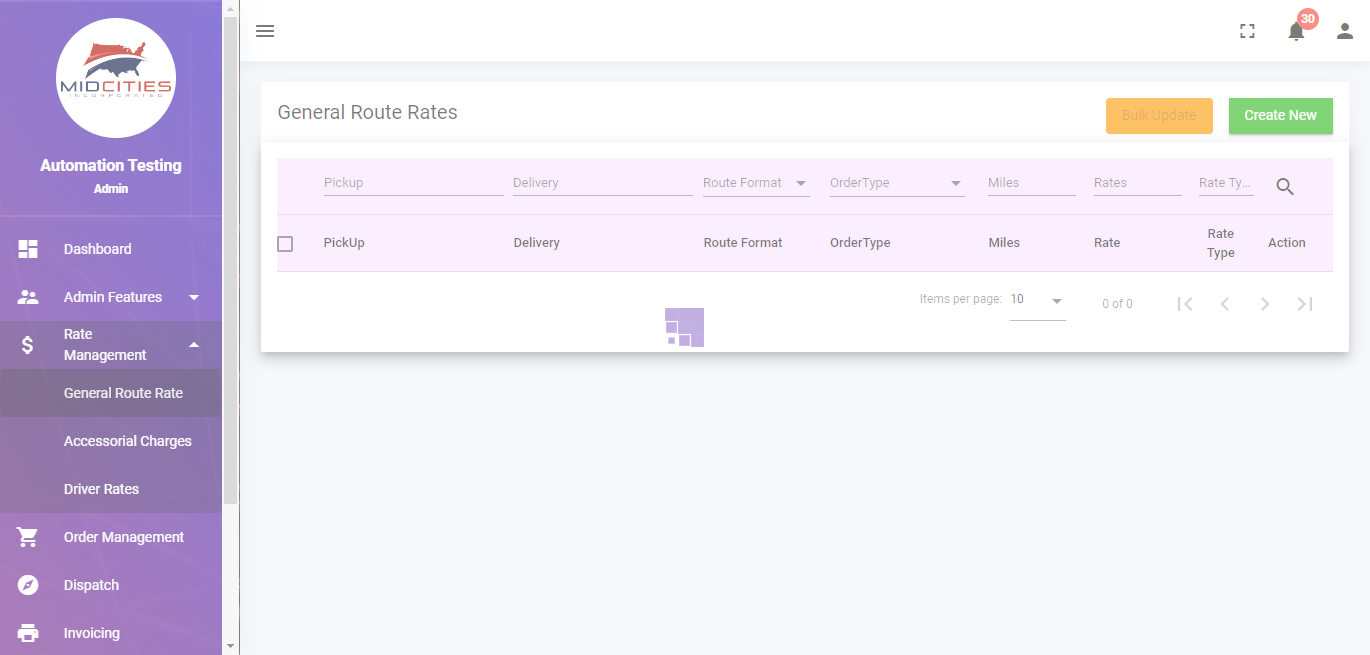 MIDCITIES
INCORPORATED
Automation Testing
Admin
Dashboard
Admin Features
Rate
Management
General Route Rate
Accessorial Charges
Driver Rates
Order Management
Dispatch
Invoicing
30
General Route Rates
Bulk Update
Create New
Pickup Delivery Route Format OrderType Miles Rates Rate Ty...
PickUp Delivery Route Format OrderType Miles Rate Rate Type Action
Items per page: 10 0 of 0